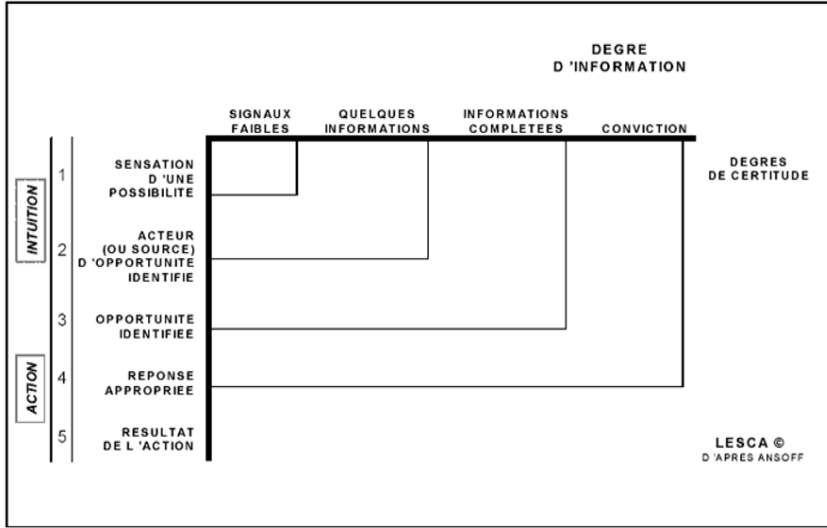 DEGRE
D 'INFORMATION
SIGNAUX
FAIBLES
QUELQUES
INFORMATIONS
INFORMATIONS
COMPLETEES
CONVICTION
DEGRES
DE CERTITUDE
INTUITION
1
SENSATION
D 'UNE
POSSIBILITE
2
ACTEUR
(OU SOURCE)
D 'OPPORTUNITE
IDENTIFIE
3
OPPORTUNITE
IDENTIFIEE
ACTION
4
REPONSE
APPROPRIEE
5
RESULTAT
DE L 'ACTION
LESCA ©
D 'APRES ANSOFF